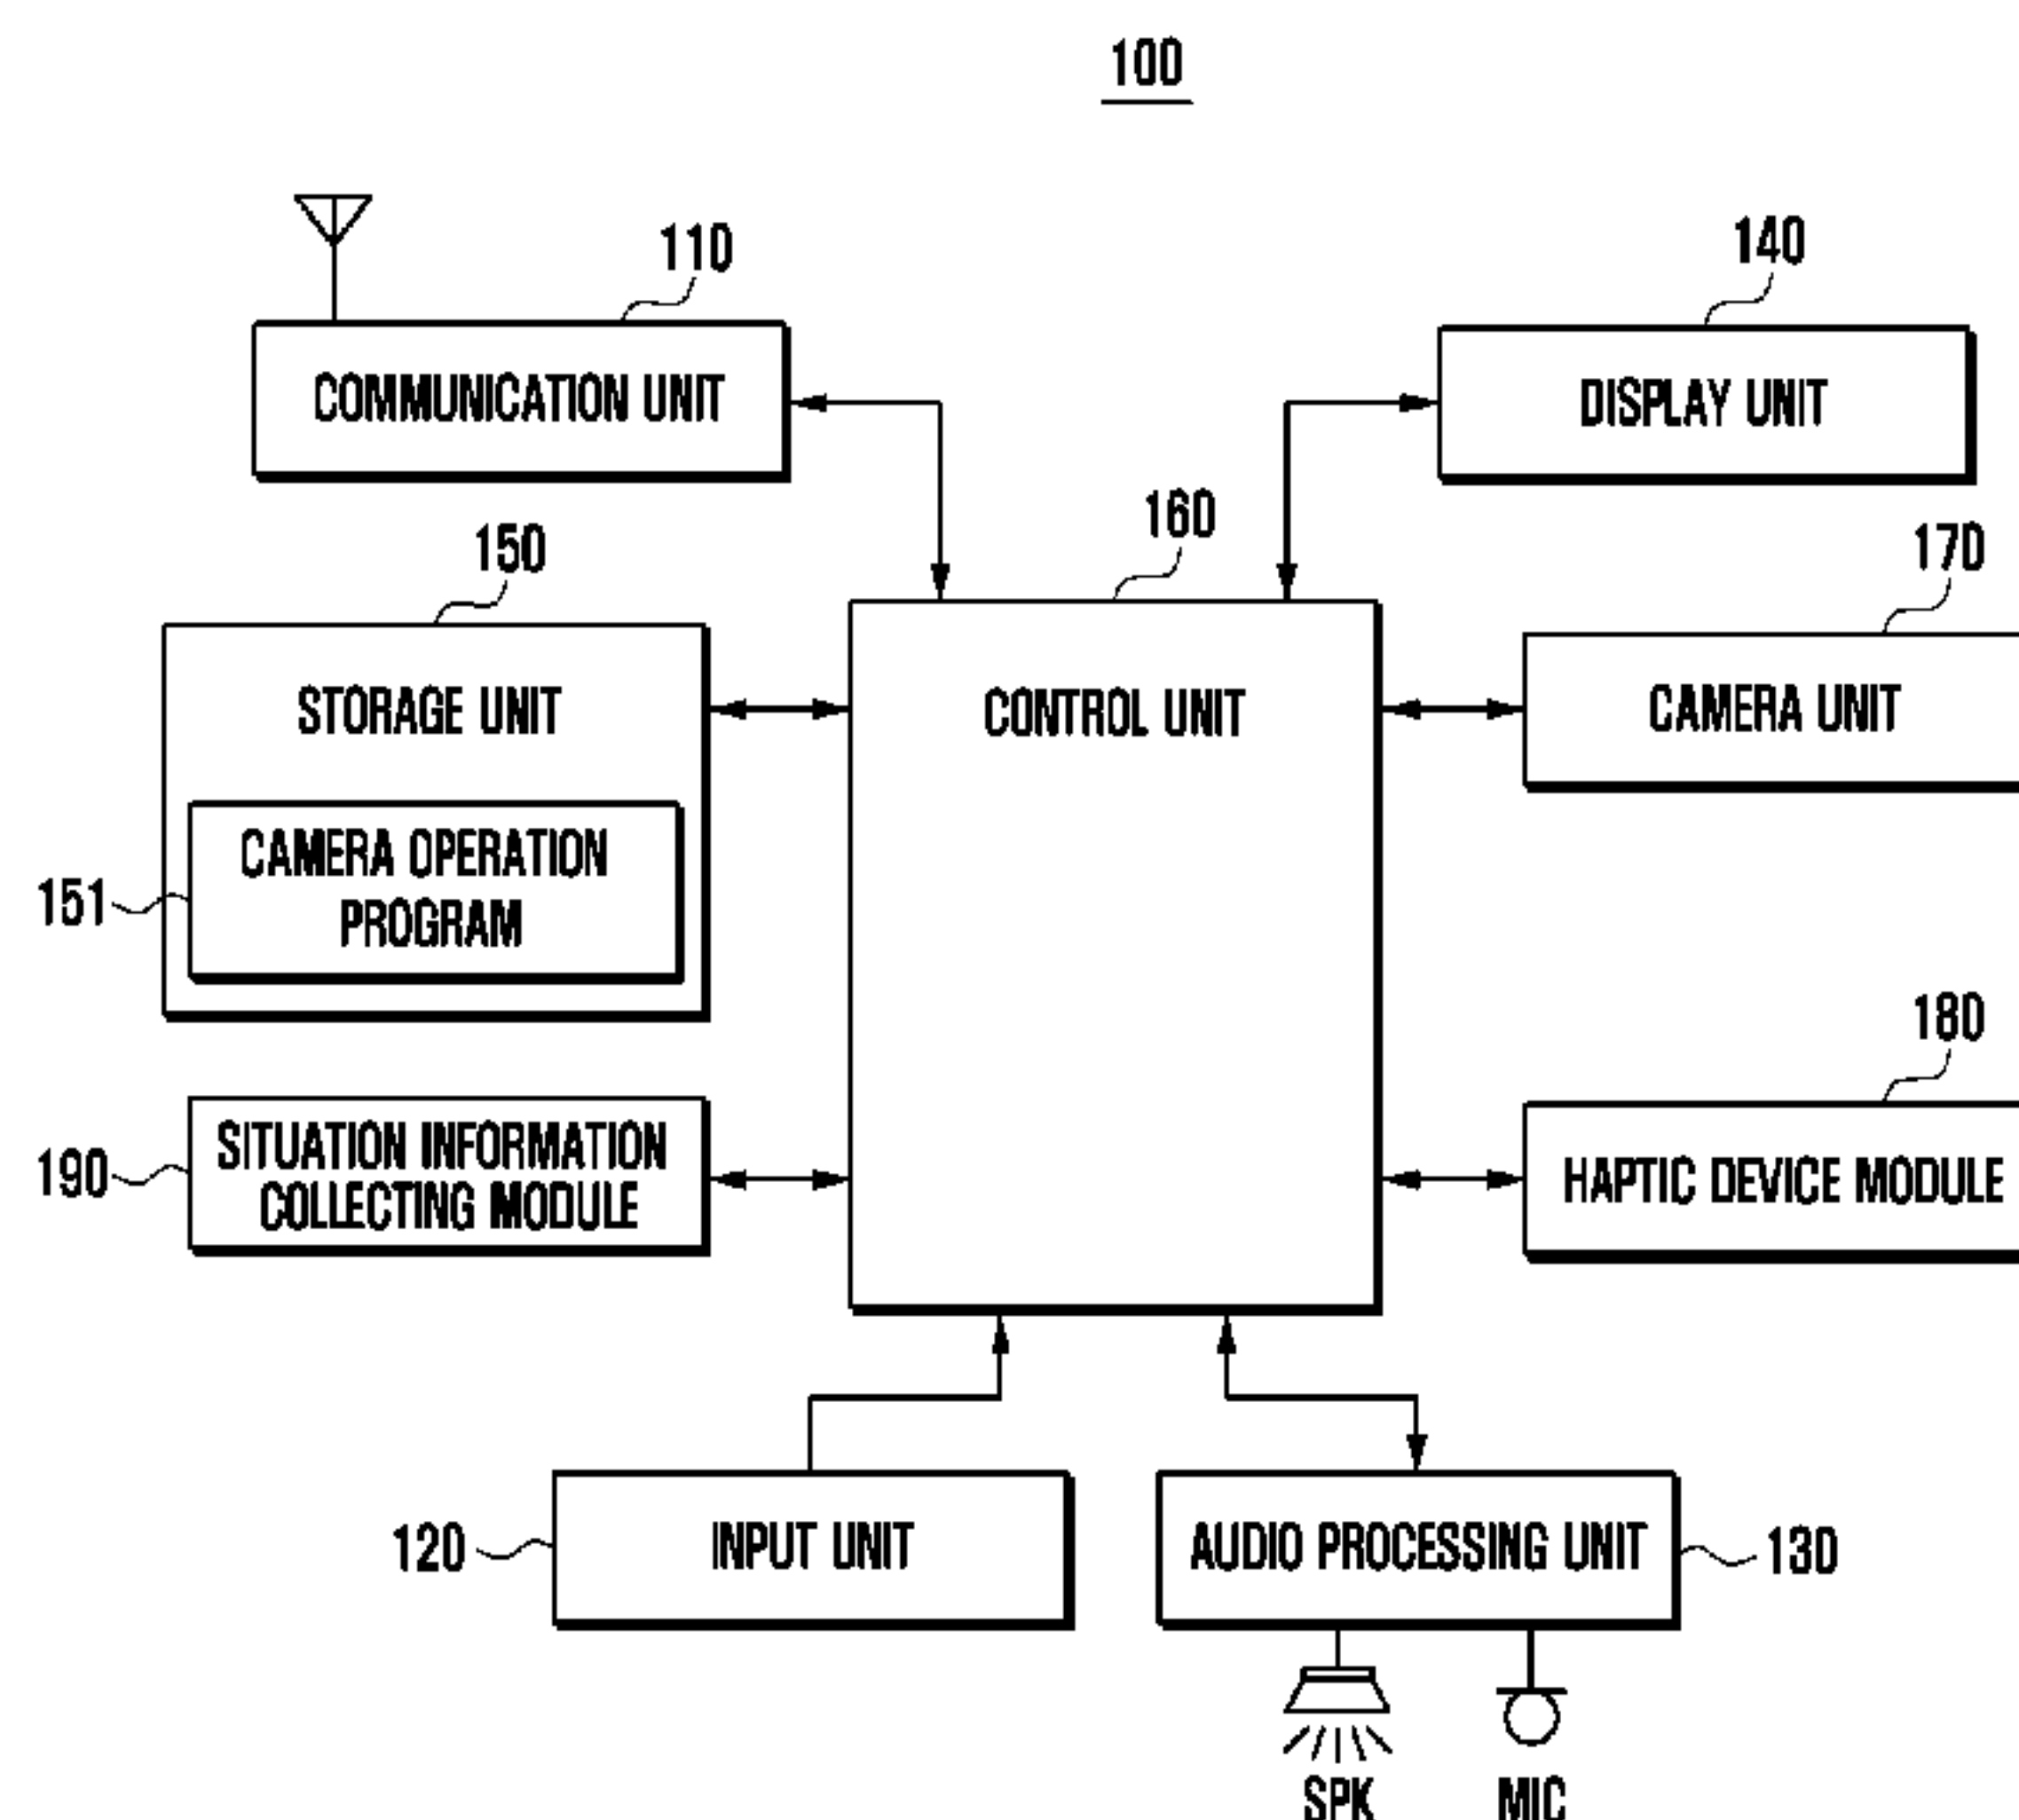 100
110
COMMUNICATION UNIT
140
DISPLAY UNIT
150
STORAGE UNIT
151
CAMERA OPERATION
PROGRAM
160
CONTROL UNIT
170
CAMERA UNIT
190
SITUATION INFORMATION
COLLECTING MODULE
180
HAPTIC DEVICE MODULE
120
INPUT UNIT
AUDIO PROCESSING UNIT
130
SPK
MIC